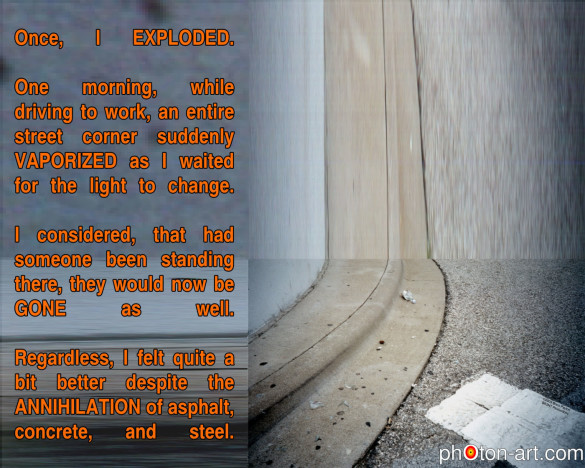 Once, I EXPLODED.
One morning, while
driving to work, an entire
street corner suddenly
VAPORIZED as I waited
for the light to change.
I considered, that had
someone been standing
there, they would now be
GONE as well.
Regardless, I felt quite a
bit better despite the
ANNIHILATION of asphalt,
concrete, and steel.
photon-art.com